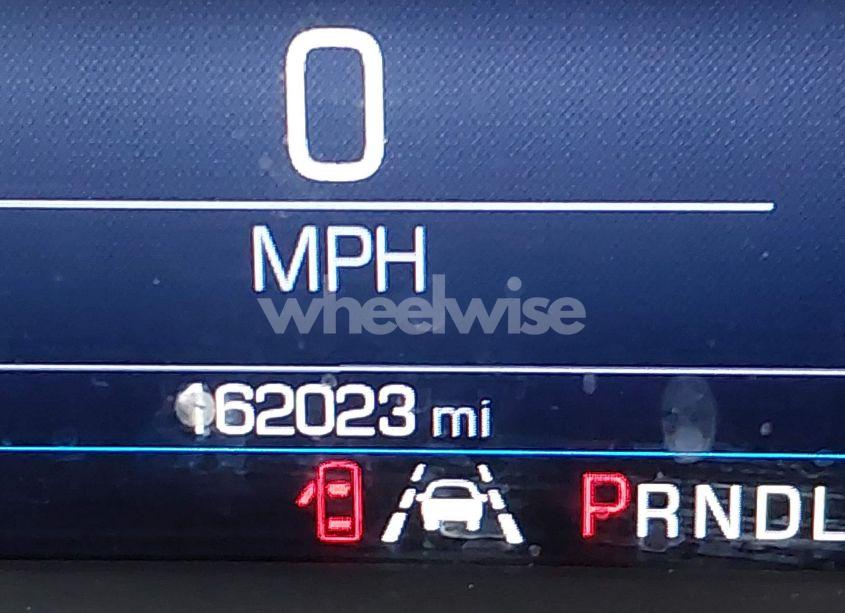 0
MPH
wheelwise
162023 mi
PRNDL